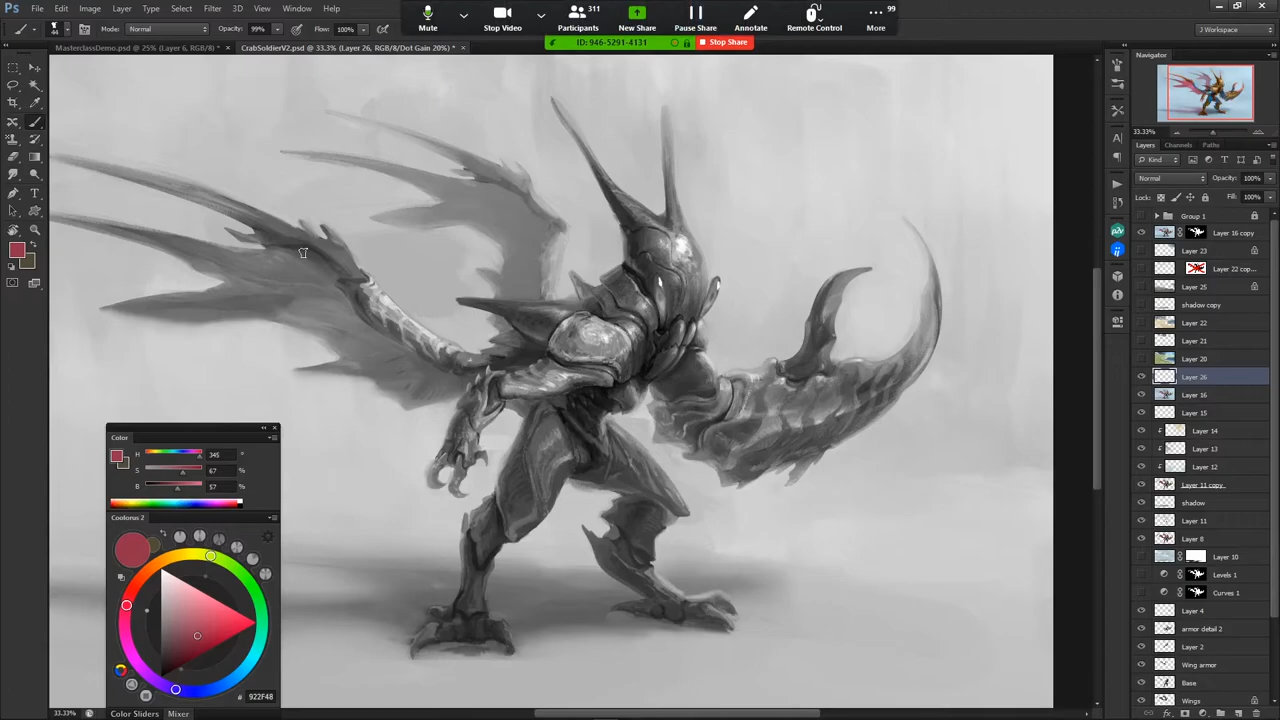 Ps File Edit Image Layer Type Select Filter 3D View Window Help
44 Mode: Normal Opacity: 99% Flow: 100% J Workspace
Mute Stop Video 311 Participants New Share Pause Share Annotate Remote Control 99 More
ID: 946-5291-4131 Stop Share
MasterclassDemo.psd @ 25% (Layer 6, RGB/8) * × CrabSoldierV2.psd @ 33.3% (Layer 26, RGB/8/Dot Gain 20%) * ×
Navigator
33.33%
Layers Channels Paths
Kind
Normal Opacity: 100%
Lock: Fill: 100%
Group 1
Layer 16 copy
Layer 23
Layer 22 cop...
Layer 25
shadow copy
Layer 22
Layer 21
Layer 20
Layer 26
Layer 16
Layer 15
Layer 14
Layer 13
Layer 12
Layer 11 copy
shadow
Layer 11
Layer 8
Layer 10
Levels 1
Curves 1
Layer 4
armor detail 2
Layer 2
Wing armor
Base
Wings
Color
H 345 °
S 67 %
B 57 %
Coloru​s 2
# 922F48
Color Sliders Mixer
33.33%